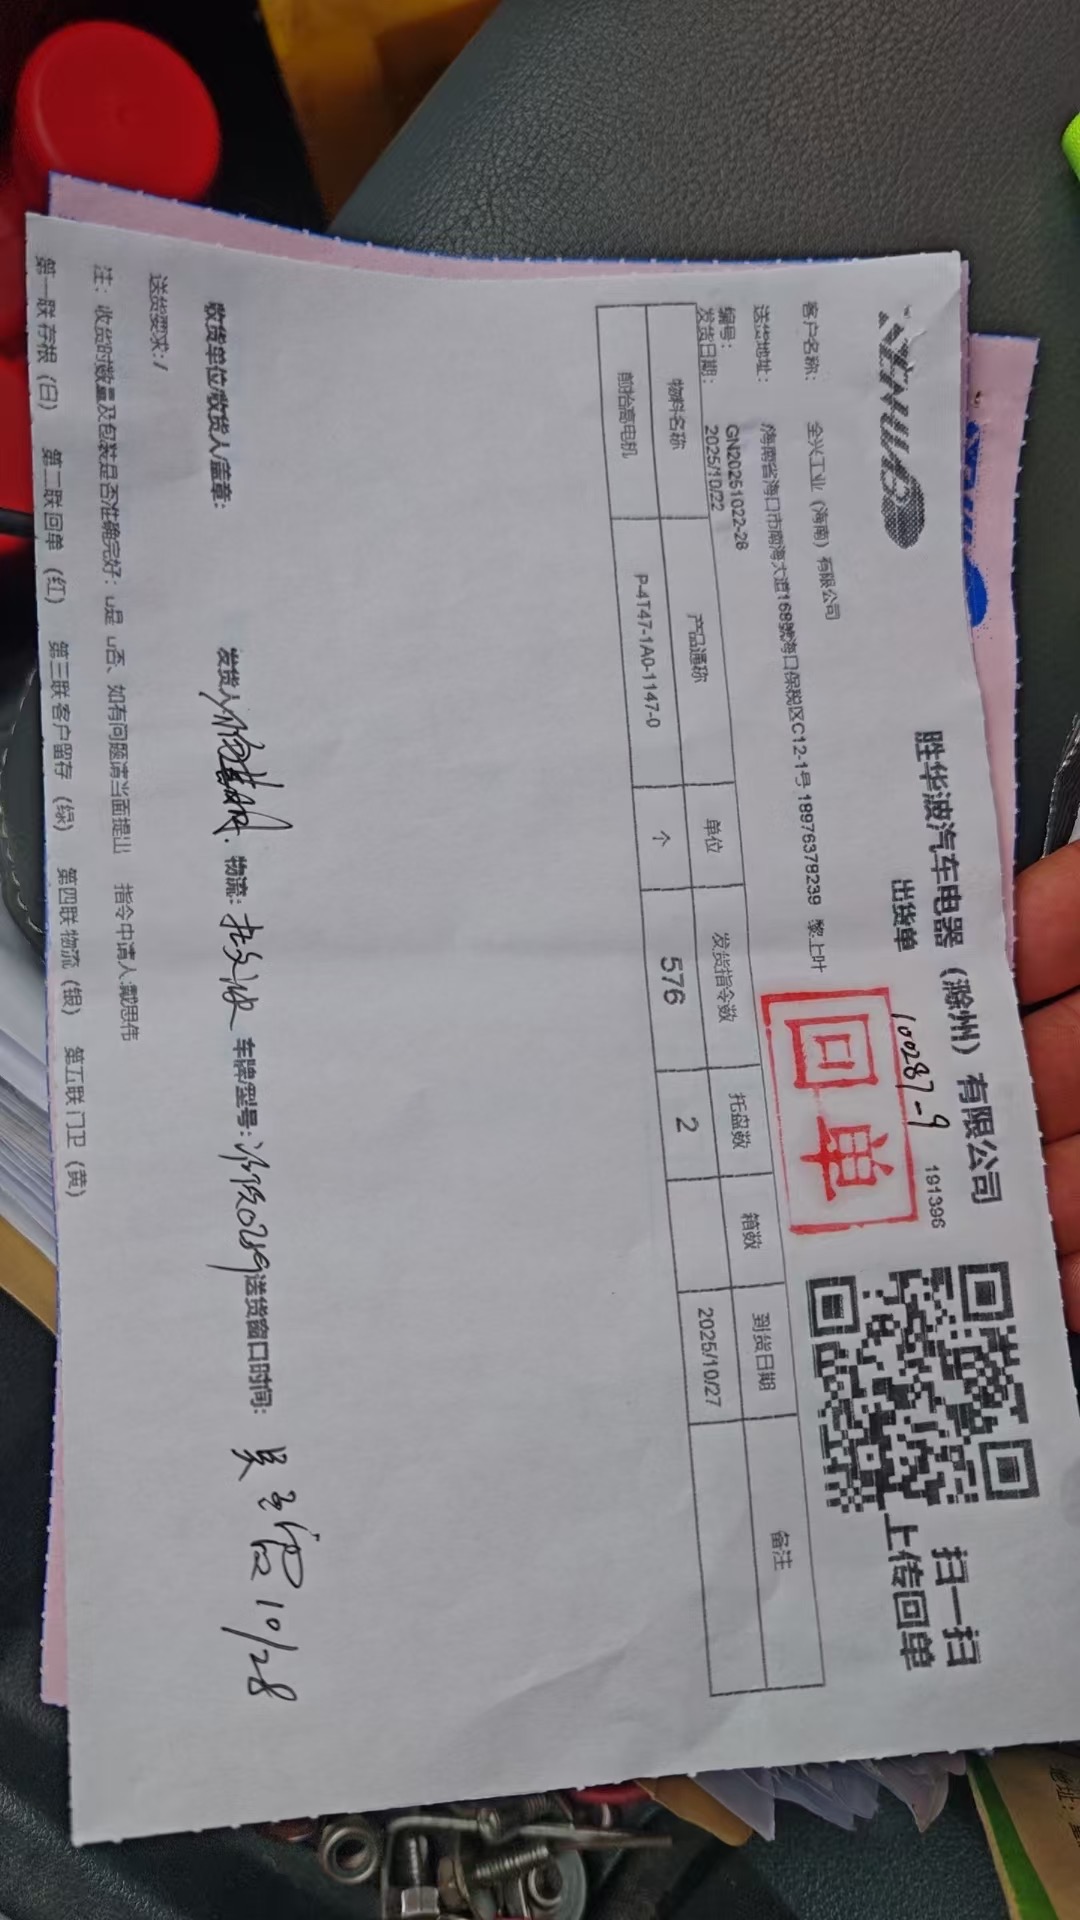 胜华波汽车电器（滁州）有限公司
出货单
100287-9
191396
扫一扫
上传回单
回单
客户名称： 全兴工业（海南）有限公司
送货地址： 海南省海口市南海大道168號海口保税区C12-1号 18976378239 黎上叶
编号： GN20251022-28
发货日期： 2025/10/22
物料名称 产品通称 单位 发货指令数 托盘数 箱数 到货日期 备注
前抬高电机 P-4T47-1A0-1147-0 个 576 2 2025/10/27
收货单位/收货人/盖章： 发货人 物流： 车牌/型号： 送货窗口时间： 10/28
送货要求：/
注： 收货时数量及包装是否准确完好：□是 □否、如有问题请当面提出 指令申请人:戴思伟
第一联 存根 （白） 第二联 回单 （红） 第三联 客户留存 （绿） 第四联 物流 （银） 第五联 门卫 （黄）